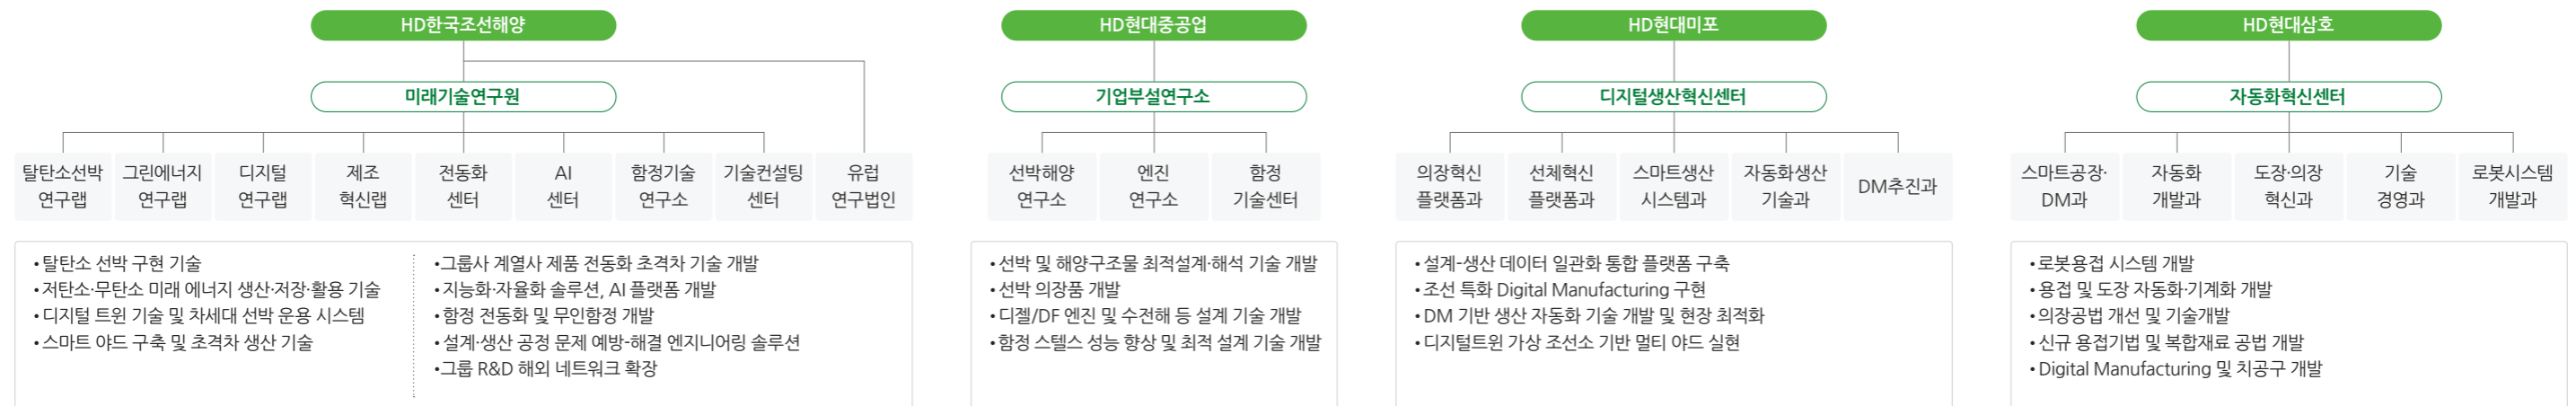 HD한국조선해양
미래기술연구원
탈탄소선박
연구랩
그린에너지
연구랩
디지털
연구랩
제조
혁신랩
전동화
센터
AI
센터
함정기술
연구소
기술컨설팅
센터
유럽
연구법인
•탈탄소 선박 구현 기술
•저탄소·무탄소 미래 에너지 생산·저장·활용 기술
•디지털 트윈 기술 및 차세대 선박 운용 시스템
•스마트 야드 구축 및 초격차 생산 기술
•그룹사 계열사 제품 전동화 초격차 기술 개발
•지능화·자율화 솔루션, AI 플랫폼 개발
•함정 전동화 및 무인함정 개발
•설계·생산 공정 문제 예방-해결 엔지니어링 솔루션
•그룹 R&D 해외 네트워크 확장
HD현대중공업
기업부설연구소
선박해양
연구소
엔진
연구소
함정
기술센터
•선박 및 해양구조물 최적설계·해석 기술 개발
•선박 의장품 개발
•디젤/DF 엔진 및 수전해 등 설계 기술 개발
•함정 스텔스 성능 향상 및 최적 설계 기술 개발
HD현대미포
디지털생산혁신센터
의장혁신
플랫폼과
선체혁신
플랫폼과
스마트생산
시스템과
자동화생산
기술과
DM추진과
•설계-생산 데이터 일관화 통합 플랫폼 구축
•조선 특화 Digital Manufacturing 구현
•DM 기반 생산 자동화 기술 개발 및 현장 최적화
•디지털트윈 가상 조선소 기반 멀티 야드 실현
HD현대삼호
자동화혁신센터
스마트공장·
DM과
자동화
개발과
도장·의장
혁신과
기술
경영과
로봇시스템
개발과
•로봇용접 시스템 개발
•용접 및 도장 자동화·기계화 개발
•의장공법 개선 및 기술개발
•신규 용접기법 및 복합재료 공법 개발
•Digital Manufacturing 및 치공구 개발